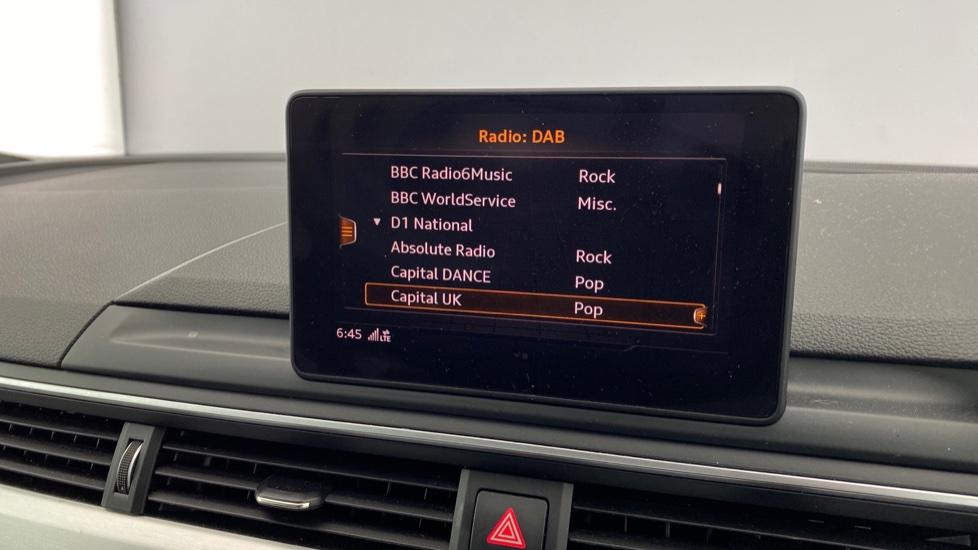 Radio: DAB
BBC Radio6Music Rock
BBC WorldService Misc.
D1 National
Absolute Radio Rock
Capital DANCE Pop
Capital UK Pop
6:45 LTE